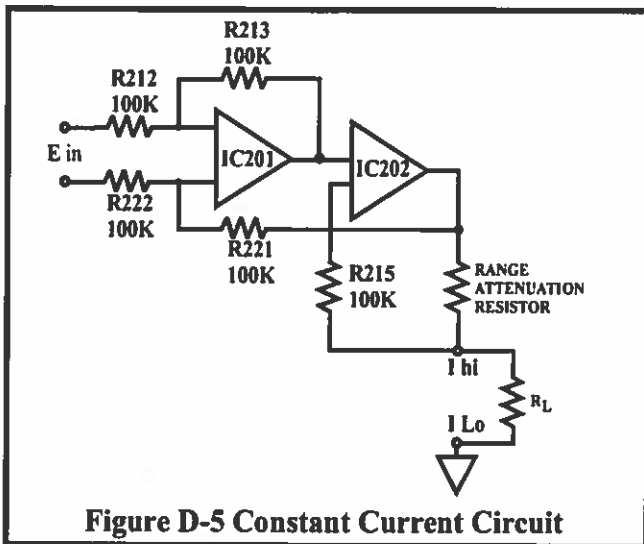 R213
100K
R212
100K
E in
IC201
IC202
R222
100K
R221
100K
R215
100K
RANGE
ATTENUATION
RESISTOR
I hi
RL
I Lo
Figure D-5 Constant Current Circuit